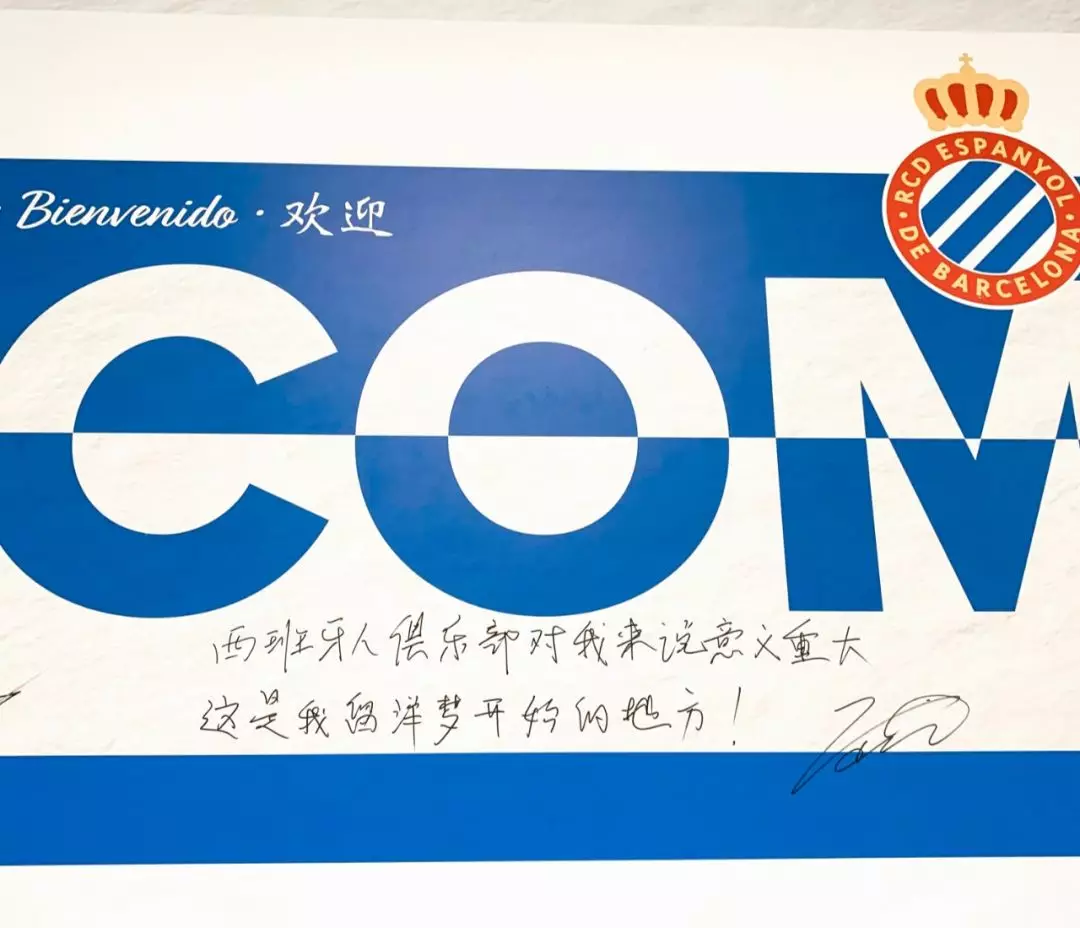 Bienvenido · 欢迎
RCD ESPANYOL
DE BARCELONA
COM
西班牙人俱乐部对我来说意义重大
这是我留洋梦开始的地方！